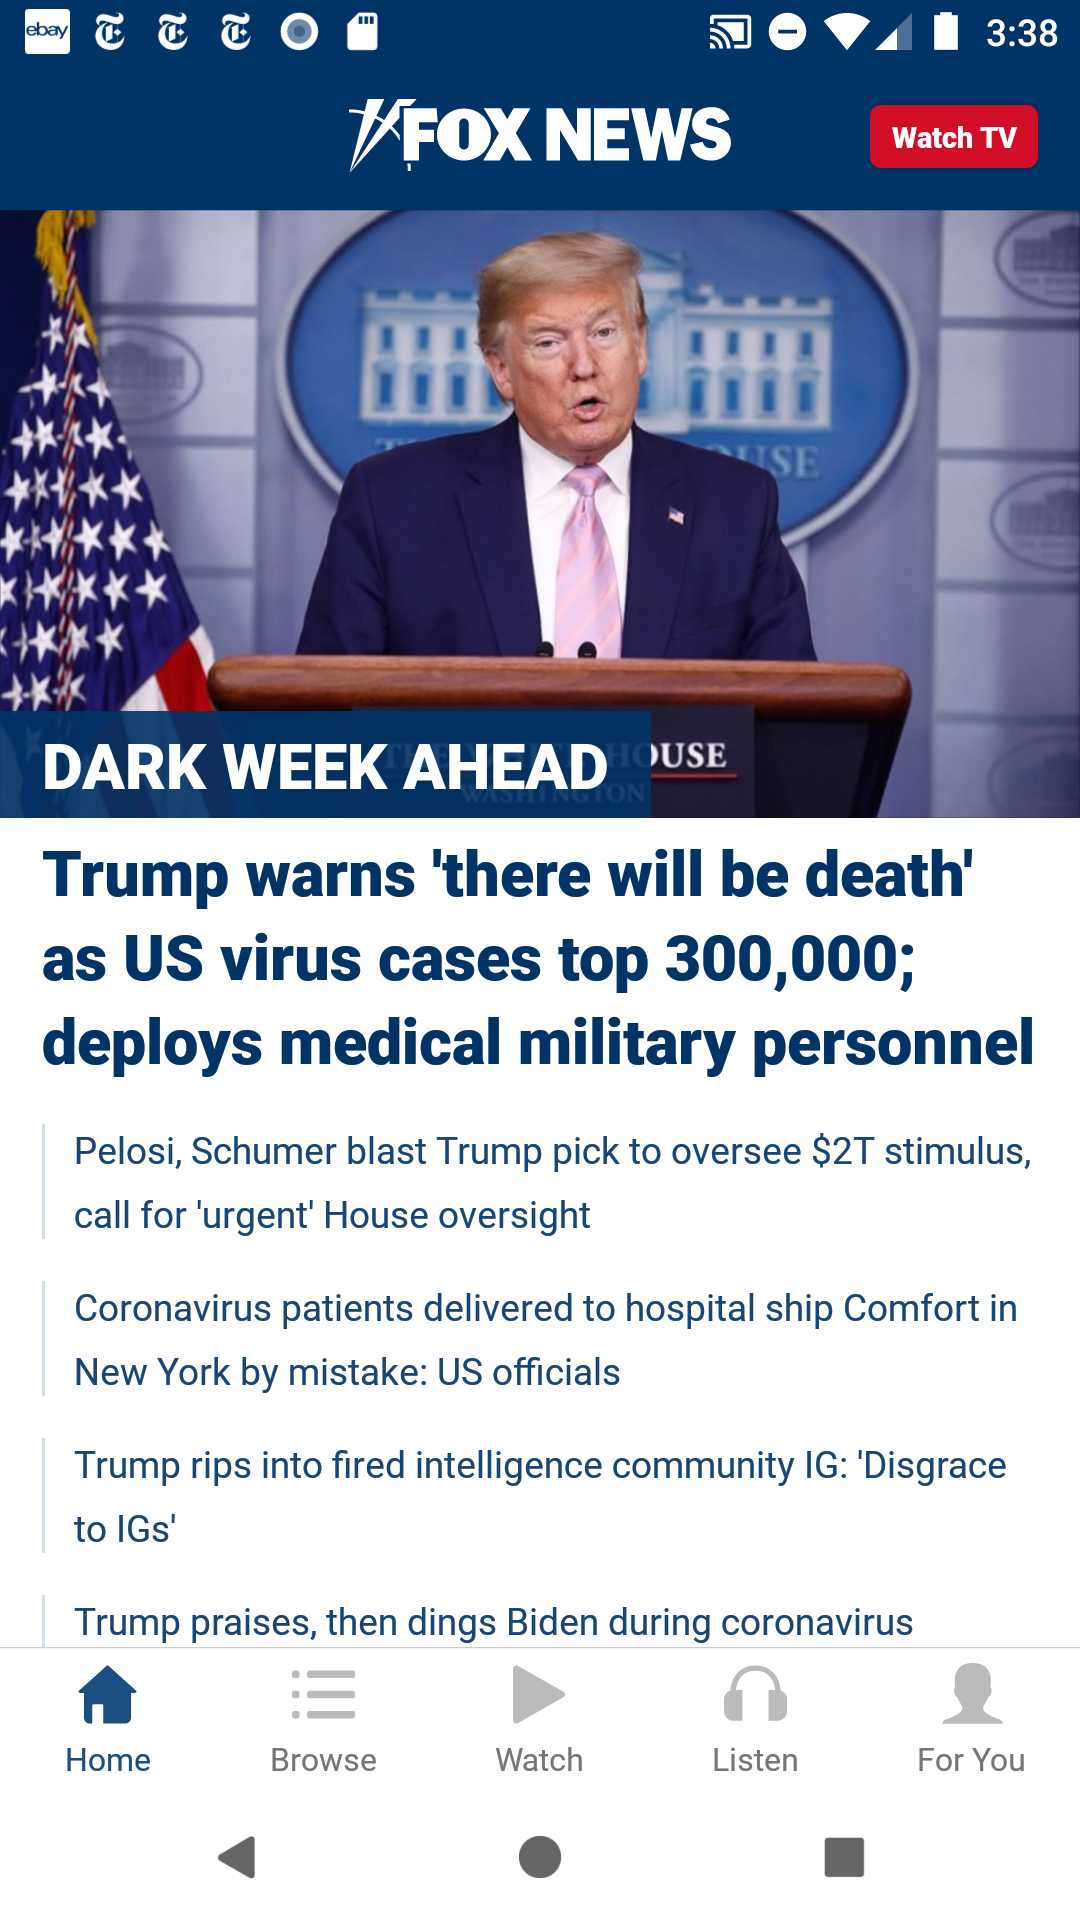 ebay
3:38
FOX NEWS
Watch TV
THE WHITE HOUSE
WASHINGTON
DARK WEEK AHEAD
Trump warns 'there will be death'
as US virus cases top 300,000;
deploys medical military personnel
Pelosi, Schumer blast Trump pick to oversee $2T stimulus,
call for 'urgent' House oversight
Coronavirus patients delivered to hospital ship Comfort in
New York by mistake: US officials
Trump rips into fired intelligence community IG: 'Disgrace
to IGs'
Trump praises, then dings Biden during coronavirus
Home Browse Watch Listen For You